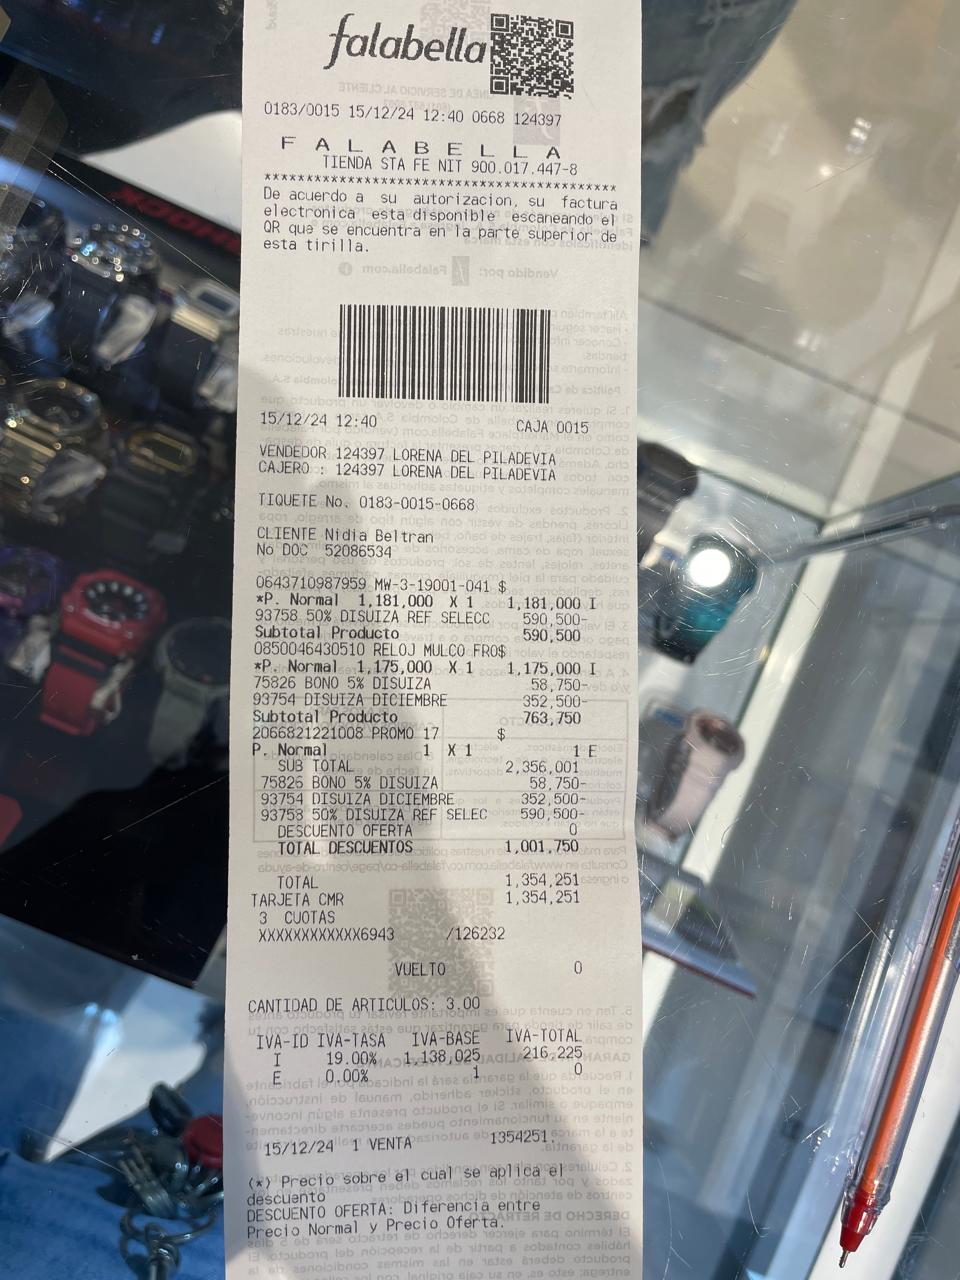 falabella
0183/0015 15/12/24 12:40 0668 124397
F A L A B E L L A
TIENDA STA FE NIT 900.017.447-8
**************************************************
De acuerdo a su autorizacion, su factura
electronica esta disponible escaneando el
QR que se encuentra en la parte superior de
esta tirilla.
15/12/24 12:40 CAJA 0015
VENDEDOR 124397 LORENA DEL PILADEVIA
CAJERO : 124397 LORENA DEL PILADEVIA
TIQUETE No. 0183-0015-0668
CLIENTE Nidia Beltran
No DOC 52086534
0643710987959 MW-3-19001-041 $
*P. Normal 1,181,000 X 1 1,181,000 I
93758 50% DISUIZA REF SELECC 590,500-
Subtotal Producto 590,500
0850046430510 RELOJ MULCO FRO$
*P. Normal 1,175,000 X 1 1,175,000 I
75826 BONO 5% DISUIZA 58,750-
93754 DISUIZA DICIEMBRE 352,500-
Subtotal Producto 763,750
2066821221008 PROMO 17 $
P. Normal 1 X 1 1 E
SUB TOTAL 2,356,001
75826 BONO 5% DISUIZA 58,750-
93754 DISUIZA DICIEMBRE 352,500-
93758 50% DISUIZA REF SELEC 590,500-
DESCUENTO OFERTA 0
TOTAL DESCUENTOS 1,001,750
TOTAL 1,354,251
TARJETA CMR 1,354,251
3 CUOTAS
XXXXXXXXXXXX6943 /126232
VUELTO 0
CANTIDAD DE ARTICULOS: 3.00
IVA-ID IVA-TASA IVA-BASE IVA-TOTAL
I 19.00% 1,138,025 216,225
E 0.00% 1 0
15/12/24 1 VENTA 1354251.
(*) Precio sobre el cual se aplica el
descuento
DESCUENTO OFERTA: Diferencia entre
Precio Normal y Precio Oferta.